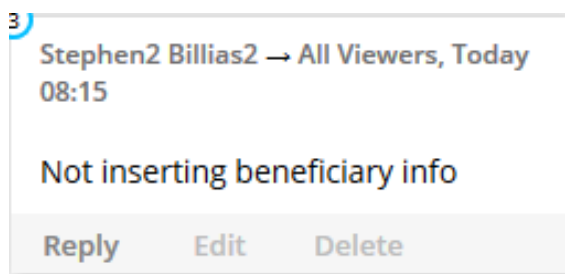 3
Stephen2 Billias2 → All Viewers, Today
08:15
Not inserting beneficiary info
Reply Edit Delete